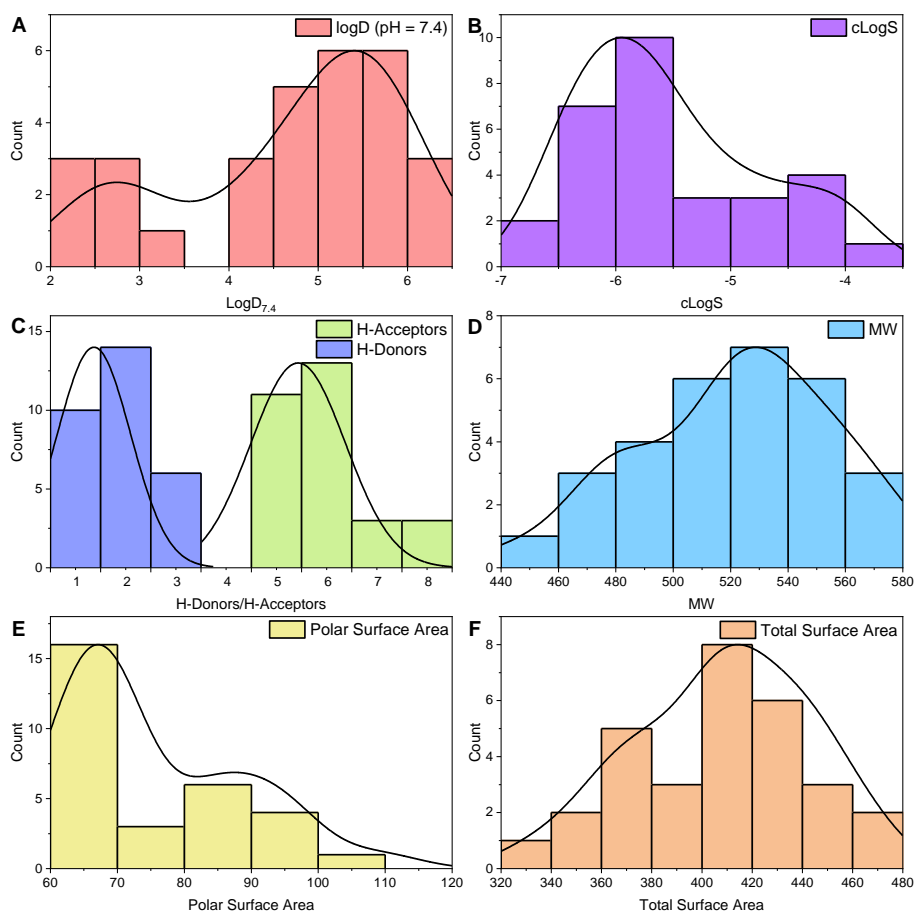 A
logD (pH = 7.4)
Count
0
2
4
6
2
3
4
5
6
LogD7.4
B
cLogS
Count
0
2
4
6
8
10
-7
-6
-5
-4
cLogS
C
H-Acceptors
H-Donors
Count
0
5
10
15
1
2
3
4
5
6
7
8
H-Donors/H-Acceptors
D
MW
Count
0
2
4
6
8
440
460
480
500
520
540
560
580
MW
E
Polar Surface Area
Count
0
5
10
15
60
70
80
90
100
110
120
Polar Surface Area
F
Total Surface Area
Count
0
2
4
6
8
320
340
360
380
400
420
440
460
480
Total Surface Area